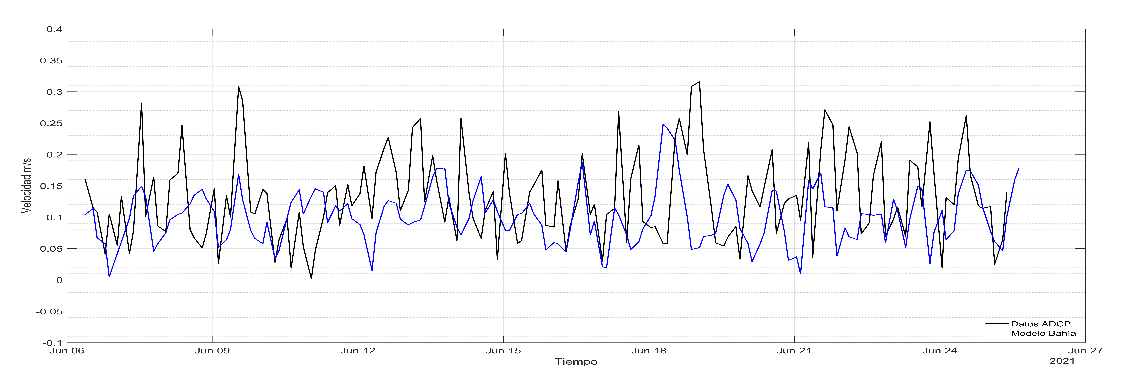 0.4
0.35
0.3
0.25
0.2
0.15
0.1
0.05
0
-0.05
-0.1
Velocidad m/s
Datos ADCP
Modelo Bahía
Jun 06 Jun 09 Jun 12 Jun 15 Jun 18 Jun 21 Jun 24 Jun 27
Tiempo 2021